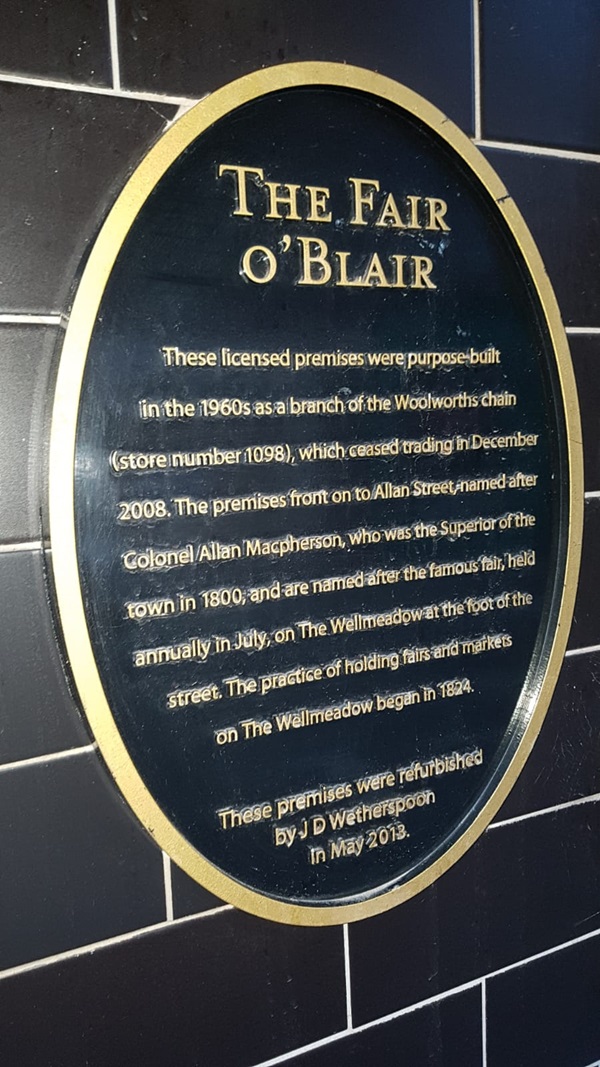 THE FAIR
O'BLAIR
These licensed premises were purpose-built
in the 1960s as a branch of the Woolworths chain
(store number 1098), which ceased trading in December
2008. The premises front on to Allan Street, named after
Colonel Allan Macpherson, who was the Superior of the
town in 1800, and are named after the famous fair, held
annually in July, on The Wellmeadow at the foot of the
street. The practice of holding fairs and markets
on The Wellmeadow began in 1824.
These premises were refurbished
by J D Wetherspoon
in May 2013.